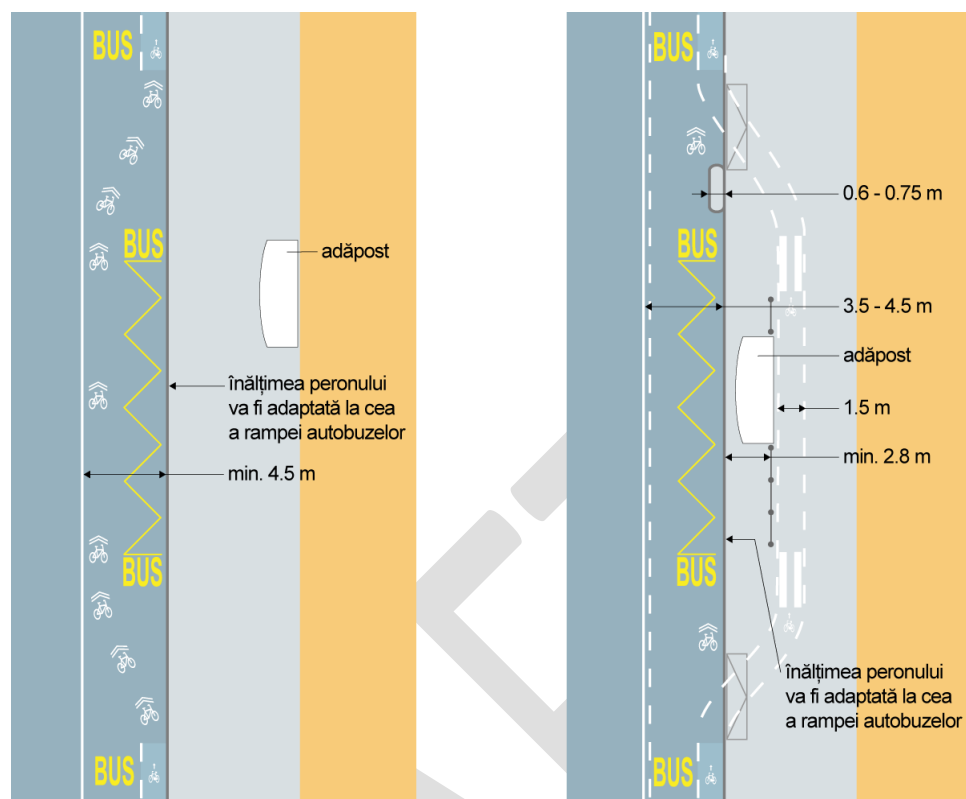 BUS
adăpost
BUS
înălțimea peronului
va fi adaptată la cea
a rampei autobuzelor
min. 4.5 m
BUS
BUS
BUS
0.6 - 0.75 m
BUS
3.5 - 4.5 m
adăpost
1.5 m
min. 2.8 m
BUS
înălțimea peronului
va fi adaptată la cea
a rampei autobuzelor
BUS